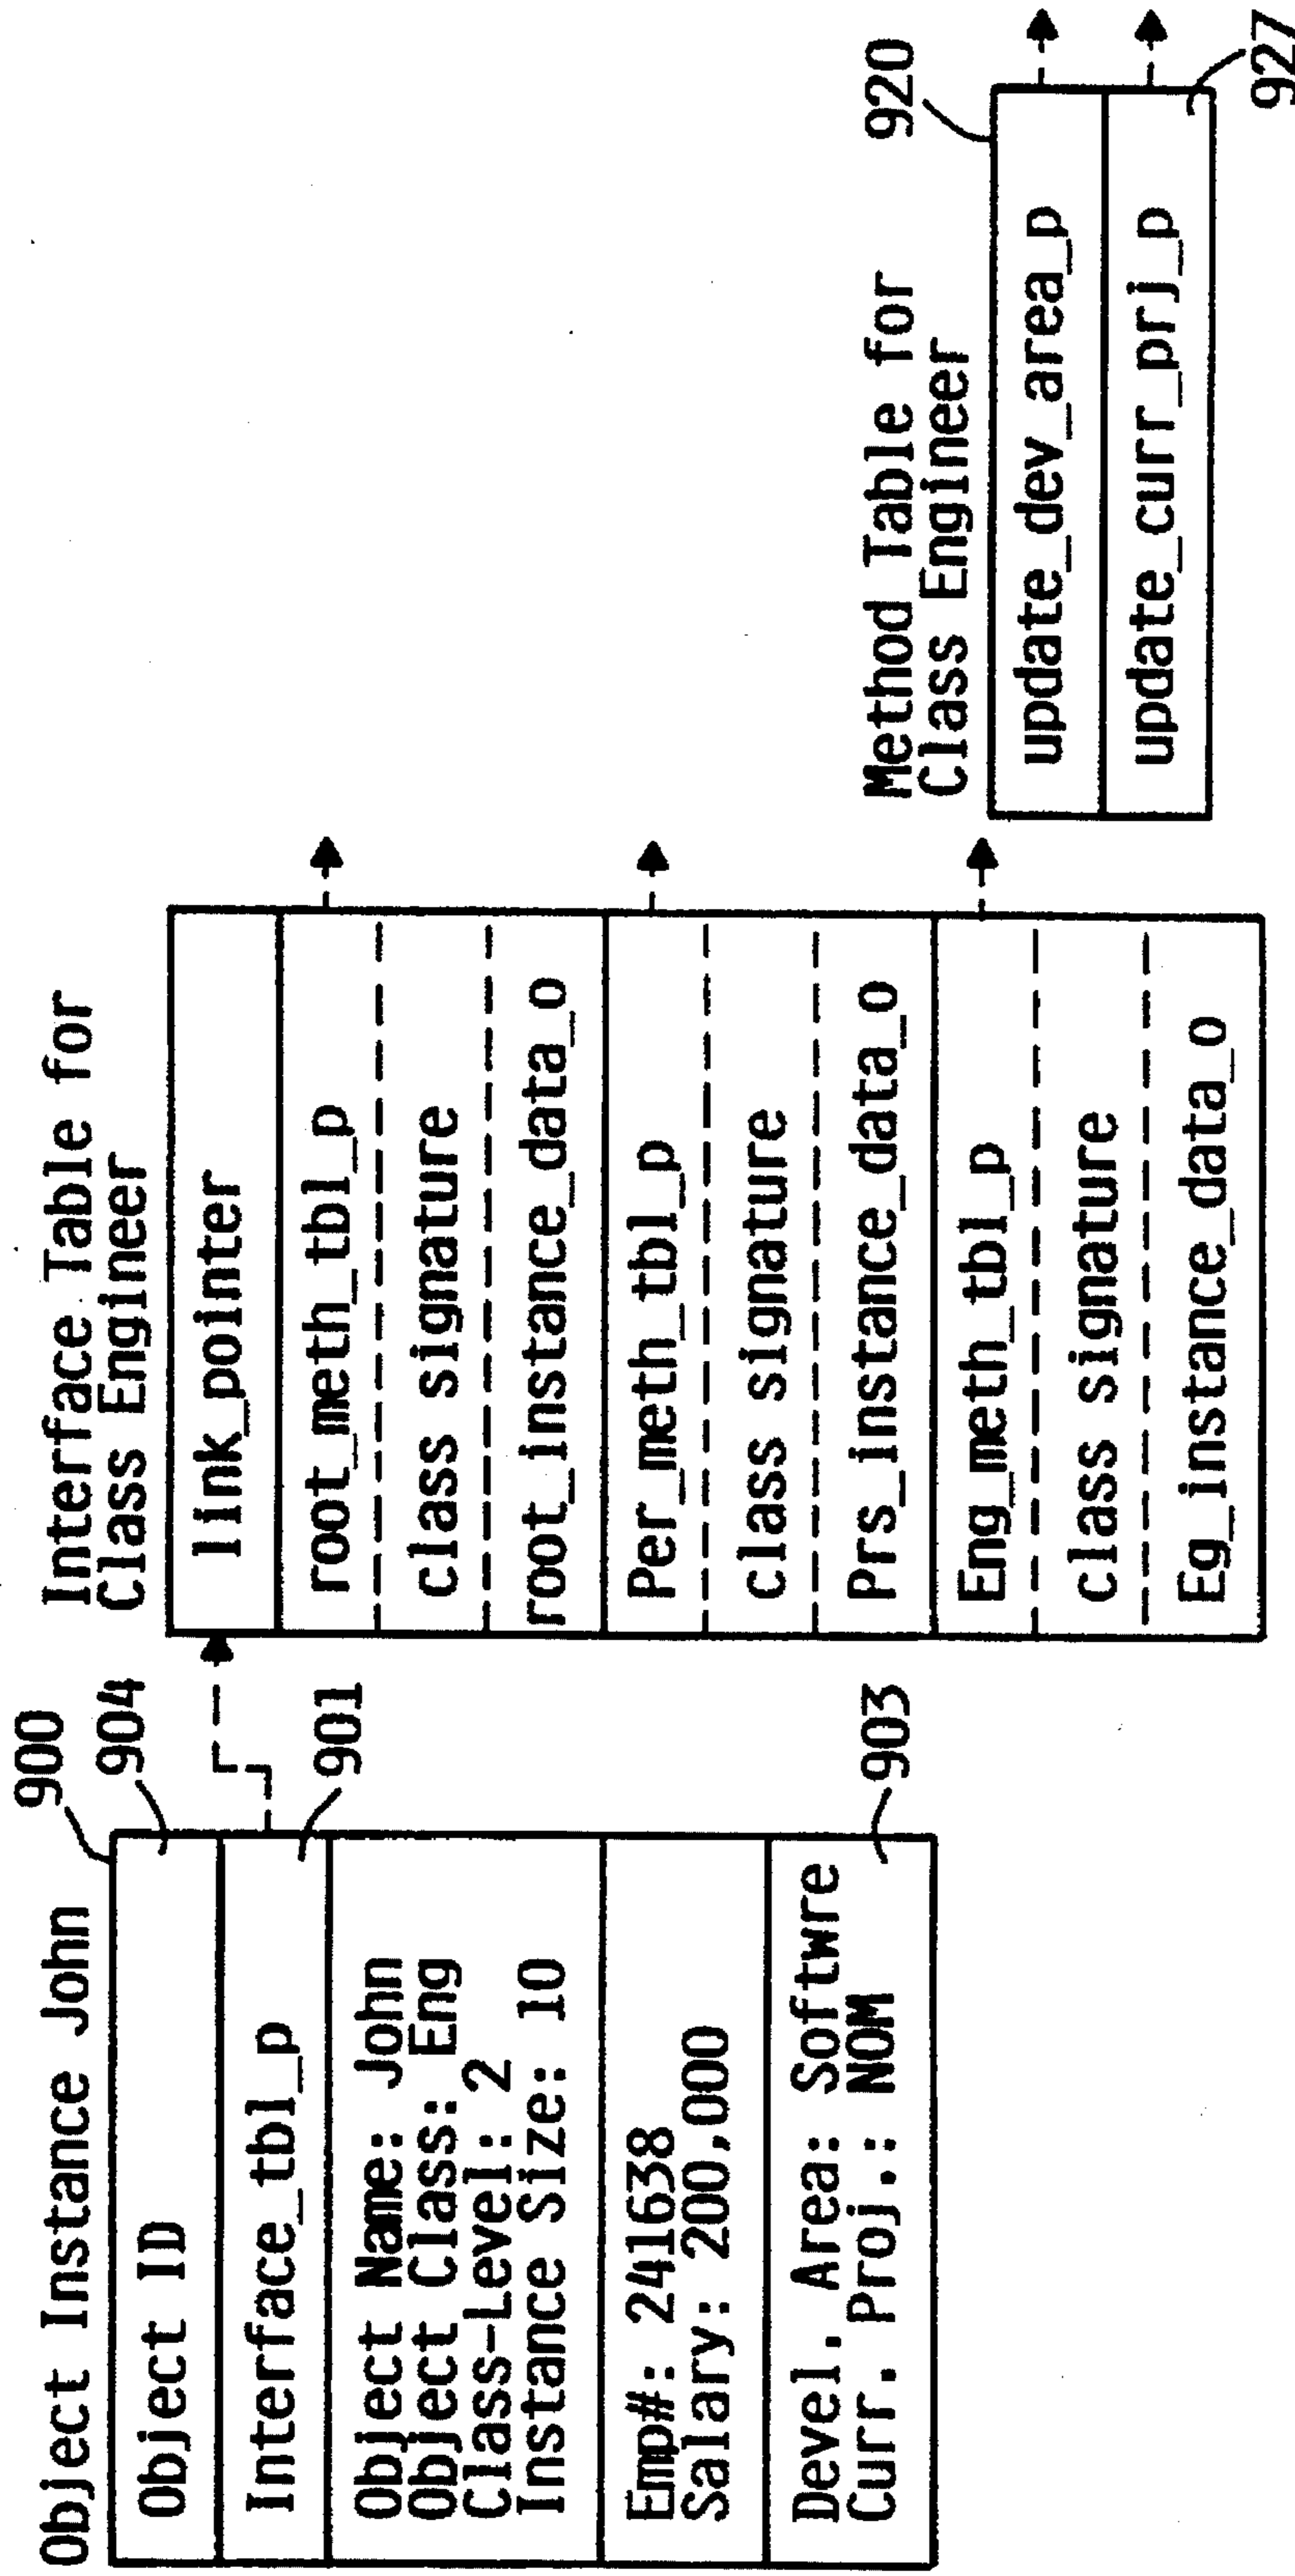 Object Instance John
900
904
Object ID
Interface_tbl_p
901
Object Name: John
Object Class: Eng
Class-Level: 2
Instance Size: 10
Emp#: 241638
Salary: 200,000
Devel. Area: Softwre
Curr. Proj.: NOM
903
Interface Table for
Class Engineer
link_pointer
root_meth_tbl_p
class signature
root_instance_data_o
Per_meth_tbl_p
class signature
Prs_instance_data_o
Eng_meth_tbl_p
class signature
Eg_instance_data_o
Method Table for
Class Engineer
920
update_dev_area_p
update_curr_prj_p
927